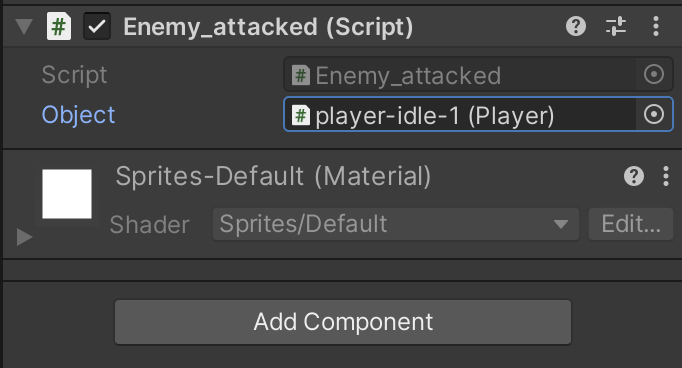 Enemy_attacked (Script)
Script Enemy_attacked
Object player-idle-1 (Player)
Sprites-Default (Material)
Shader Sprites/Default Edit...
Add Component